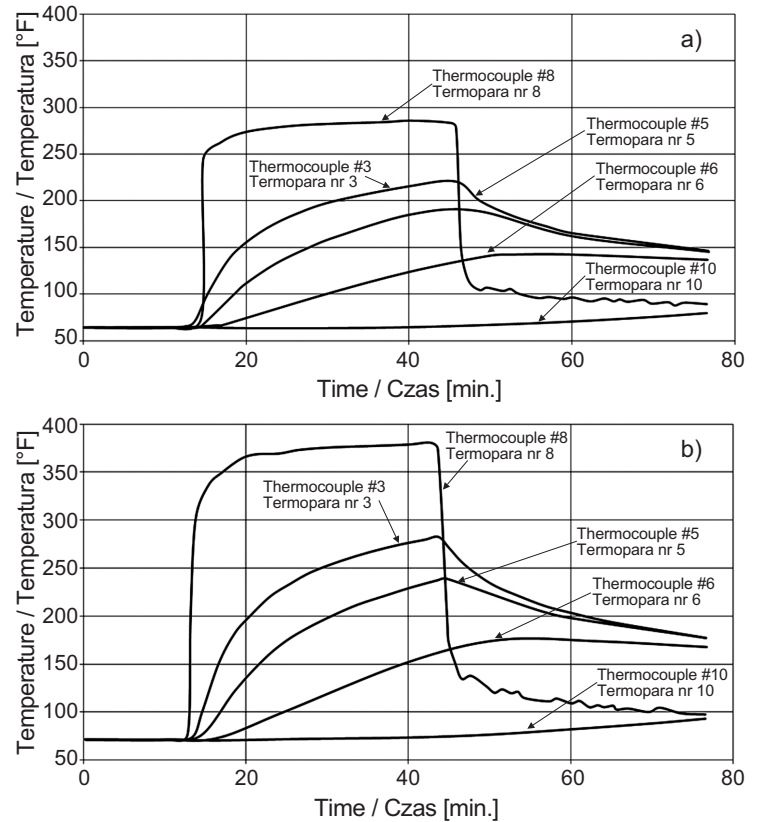 a)
Temperature / Temperatura [°F]
400
350
300
250
200
150
100
50
Thermocouple #8
Termopara nr 8
Thermocouple #5
Termopara nr 5
Thermocouple #3
Termopara nr 3
Thermocouple #6
Termopara nr 6
Thermocouple #10
Termopara nr 10
0 20 40 60 80
Time / Czas [min.]
b)
Temperature / Temperatura [°F]
400
350
300
250
200
150
100
50
Thermocouple #8
Termopara nr 8
Thermocouple #3
Termopara nr 3
Thermocouple #5
Termopara nr 5
Thermocouple #6
Termopara nr 6
Thermocouple #10
Termopara nr 10
0 20 40 60 80
Time / Czas [min.]